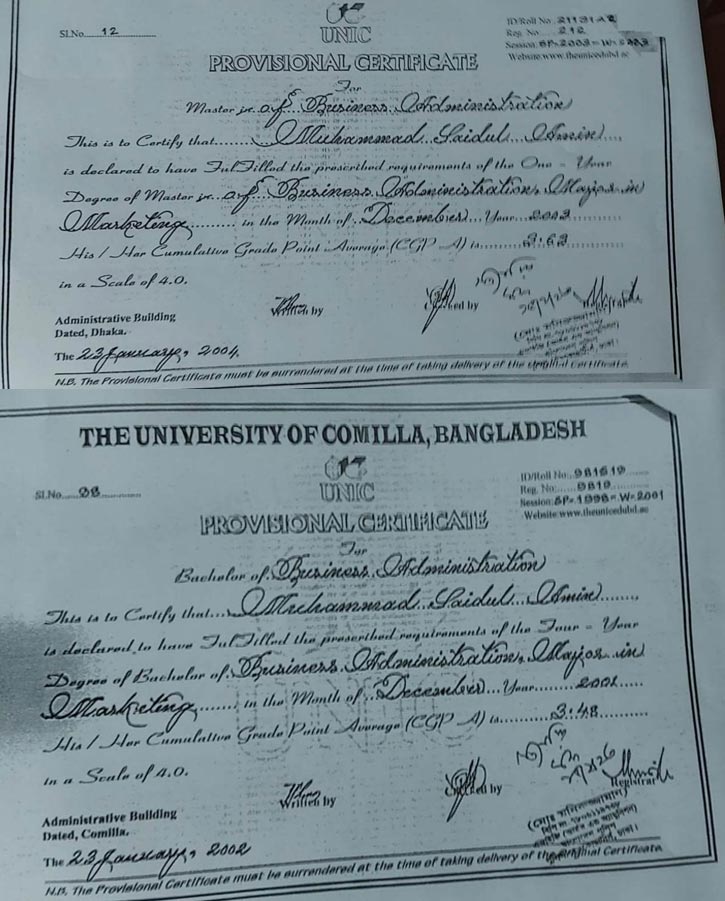 UNIC
Sl.No. 12
ID/Roll No.
Reg. No. 212
Session: SP-2003-W-2003
Website:www.theunicedubd.ac
PROVISIONAL CERTIFICATE
For
Master in of Business Administration
This is to Certify that Muhammad Saidul Amin
is declared to have FulFilled the prescribed requirements of the One - Year
Degree of Master in of Business Administration, Major in
Marketing in the Month of December Year 2003
His / Her Cumulative Grade Point Average (CGP A) is 3.63
in a Scale of 4.0.
Written by
Administrative Building
Dated, Dhaka.
The 23 January, 2004.
N.B. The Provisional Certificate must be surrendered at the time of taking delivery of the Original Certificate.
THE UNIVERSITY OF COMILLA, BANGLADESH
UNIC
Sl.No. 98
ID/Roll No: 981619
Reg. No: 9819
Session: SP-1998-W-2001
Website:www.theunicedubd.ac
PROVISIONAL CERTIFICATE
For
Bachelor of Business Administration
This is to Certify that Muhammad Saidul Amin
is declared to have FulFilled the prescribed requirements of the Four - Year
Degree of Bachelor of Business Administration, Major in
Marketing in the Month of December Year 2001
His / Her Cumulative Grade Point Average (CGP A) is 3.48
in a Scale of 4.0.
Written by
Registrar
Administrative Building
Dated, Comilla.
The 23 January, 2002
N.B. The Provisional Certificate must be surrendered at the time of taking delivery of the Original Certificate.